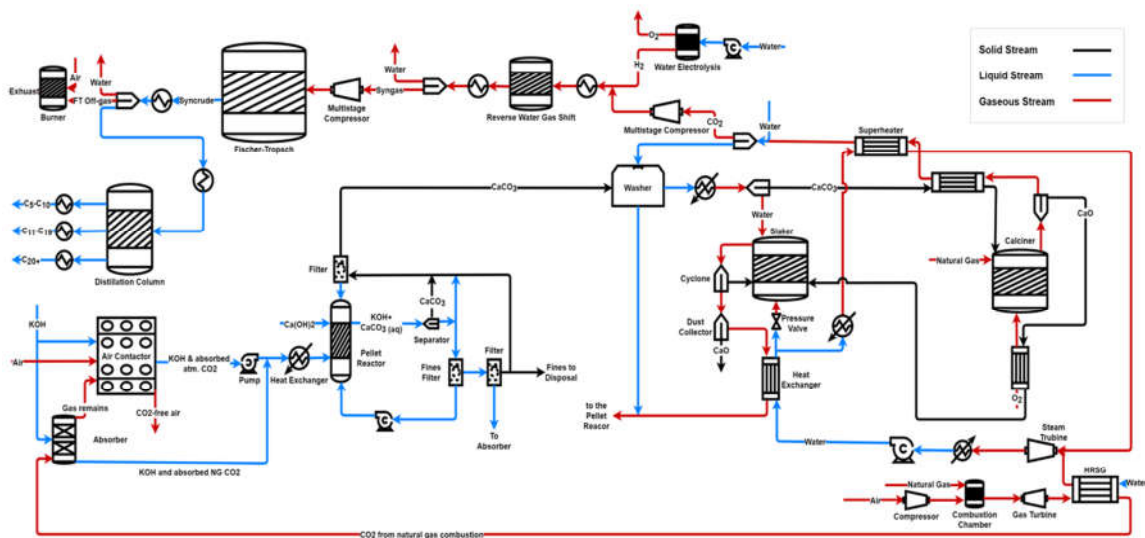 Solid Stream
Liquid Stream
Gaseous Stream
O2
H2
Water
Water Electrolysis
Air
Water
Exhuast
FT Off-gas
Burner
Syncrude
Fischer-Tropsch
Multistage
Compressor
Syngas
Water
Reverse Water Gas Shift
Multistage Compressor
CO2
Water
Superheater
CaCO3
Washer
CaCO3
Water
Slaker
CaO
Calciner
Natural Gas
C5-C10
C20+
Distillation Column
Filter
Cyclone
Dust
Collector
CaO
Pressure
Valve
Heat
Exchanger
O2
KOH
Air
Air Contactor
KOH & absorbed
atm. CO2
Pump
Heat Exchanger
Ca(OH)2
KOH+
CaCO3 (aq)
CaCO3
Separator
Pellet
Reactor
Fines
Filter
Filter
Fines to
Disposal
To
Absorber
Gas remains
CO2-free air
Absorber
KOH and absorbed NG CO2
to the
Pellet
Reacor
Water
Steam
Trubine
HRSG
Water
Natural Gas
Air
Compressor
Combustion
Chamber
Gas Turbine
CO2 from natural gas combustion